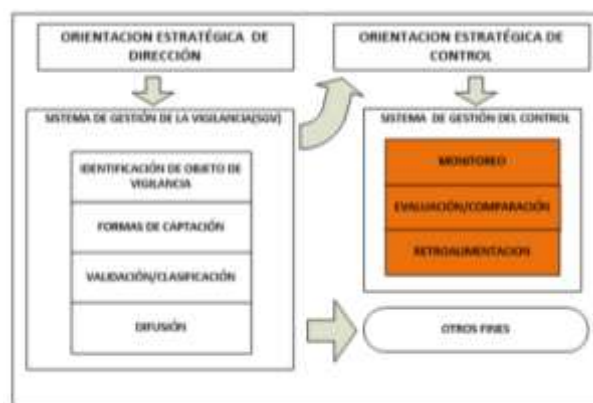 ORIENTACION ESTRATÉGICA DE
DIRECCIÓN
SISTEMA DE GESTIÓN DE LA VIGILANCIA(SGV)
IDENTIFICACIÓN DE OBJETO DE
VIGILANCIA
FORMAS DE CAPTACIÓN
VALIDACIÓN/CLASIFICACIÓN
DIFUSIÓN
ORIENTACION ESTRATÉGICA DE
CONTROL
SISTEMA DE GESTIÓN DEL CONTROL
MONITOREO
EVALUACIÓN/COMPARACIÓN
RETROALIMENTACION
OTROS FINES